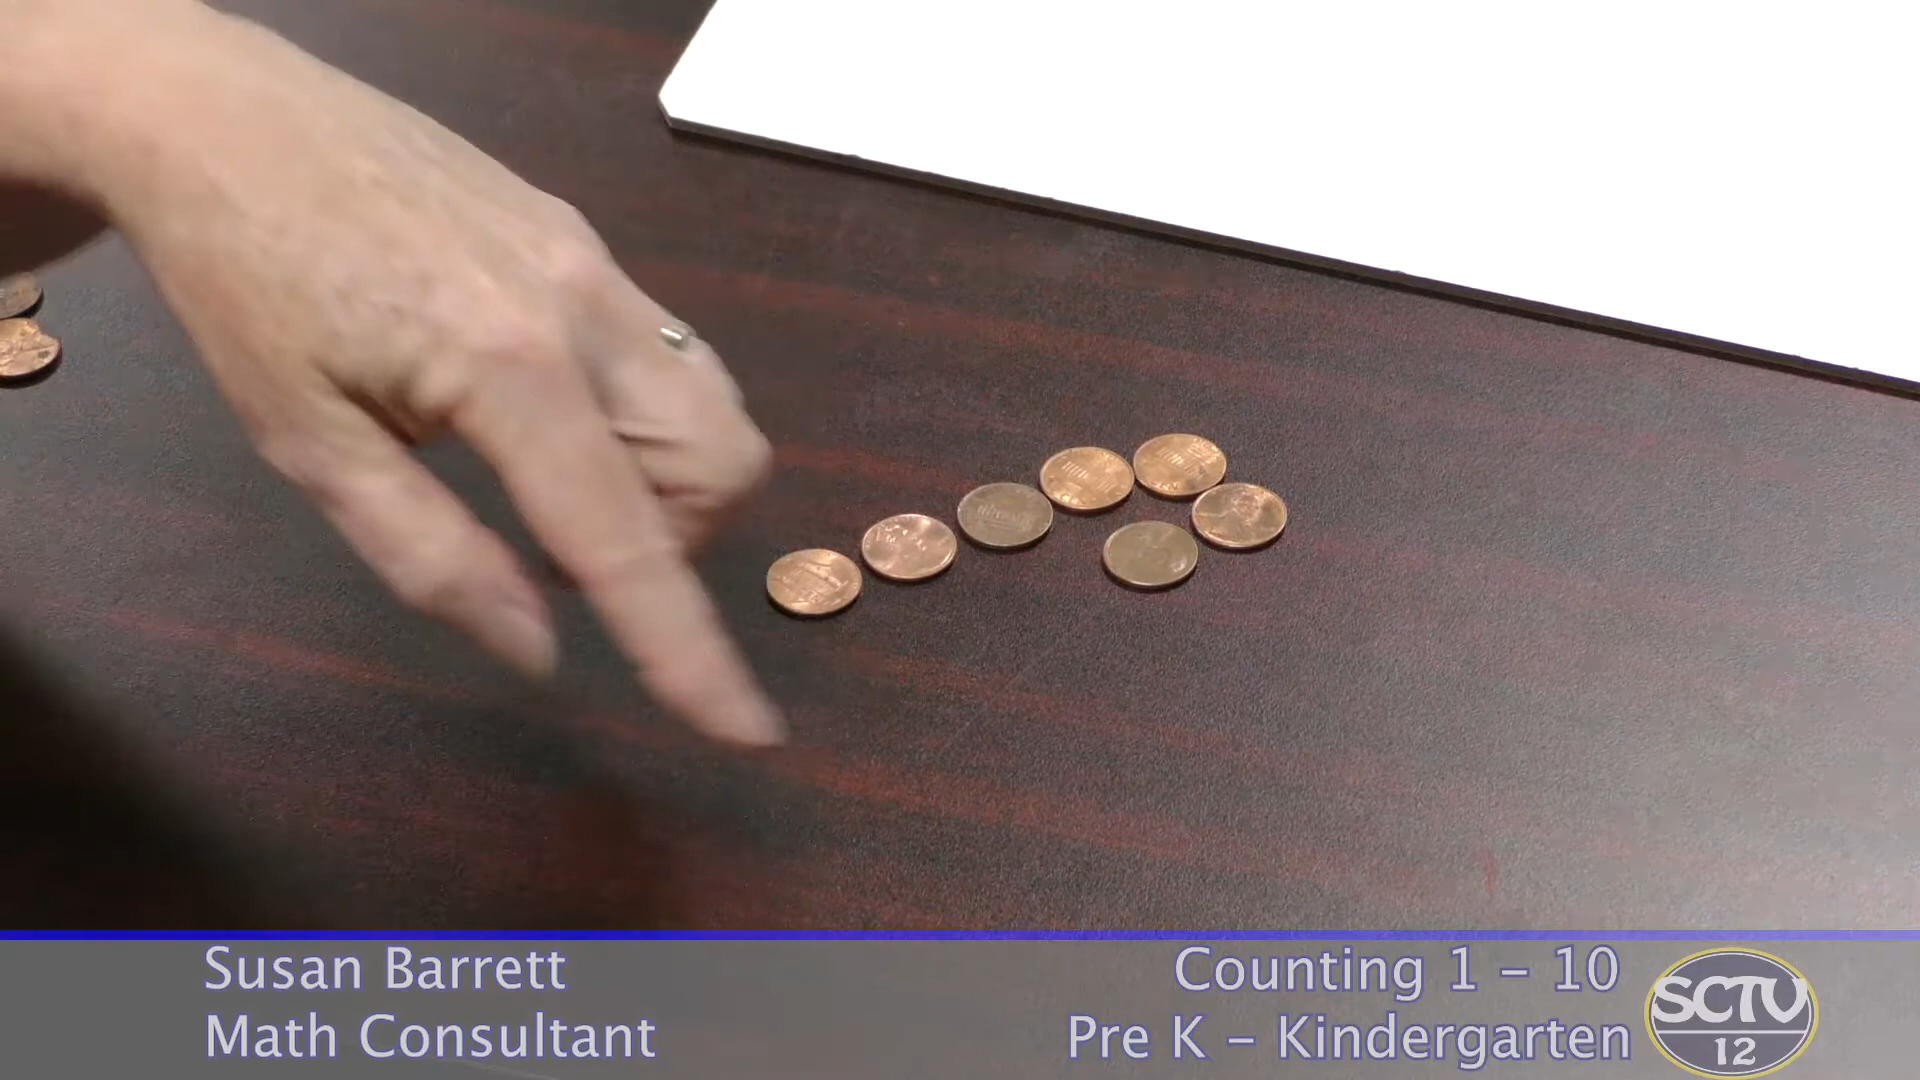 Susan Barrett
Math Consultant
Counting 1 – 10
Pre K – Kindergarten
SCTV
12